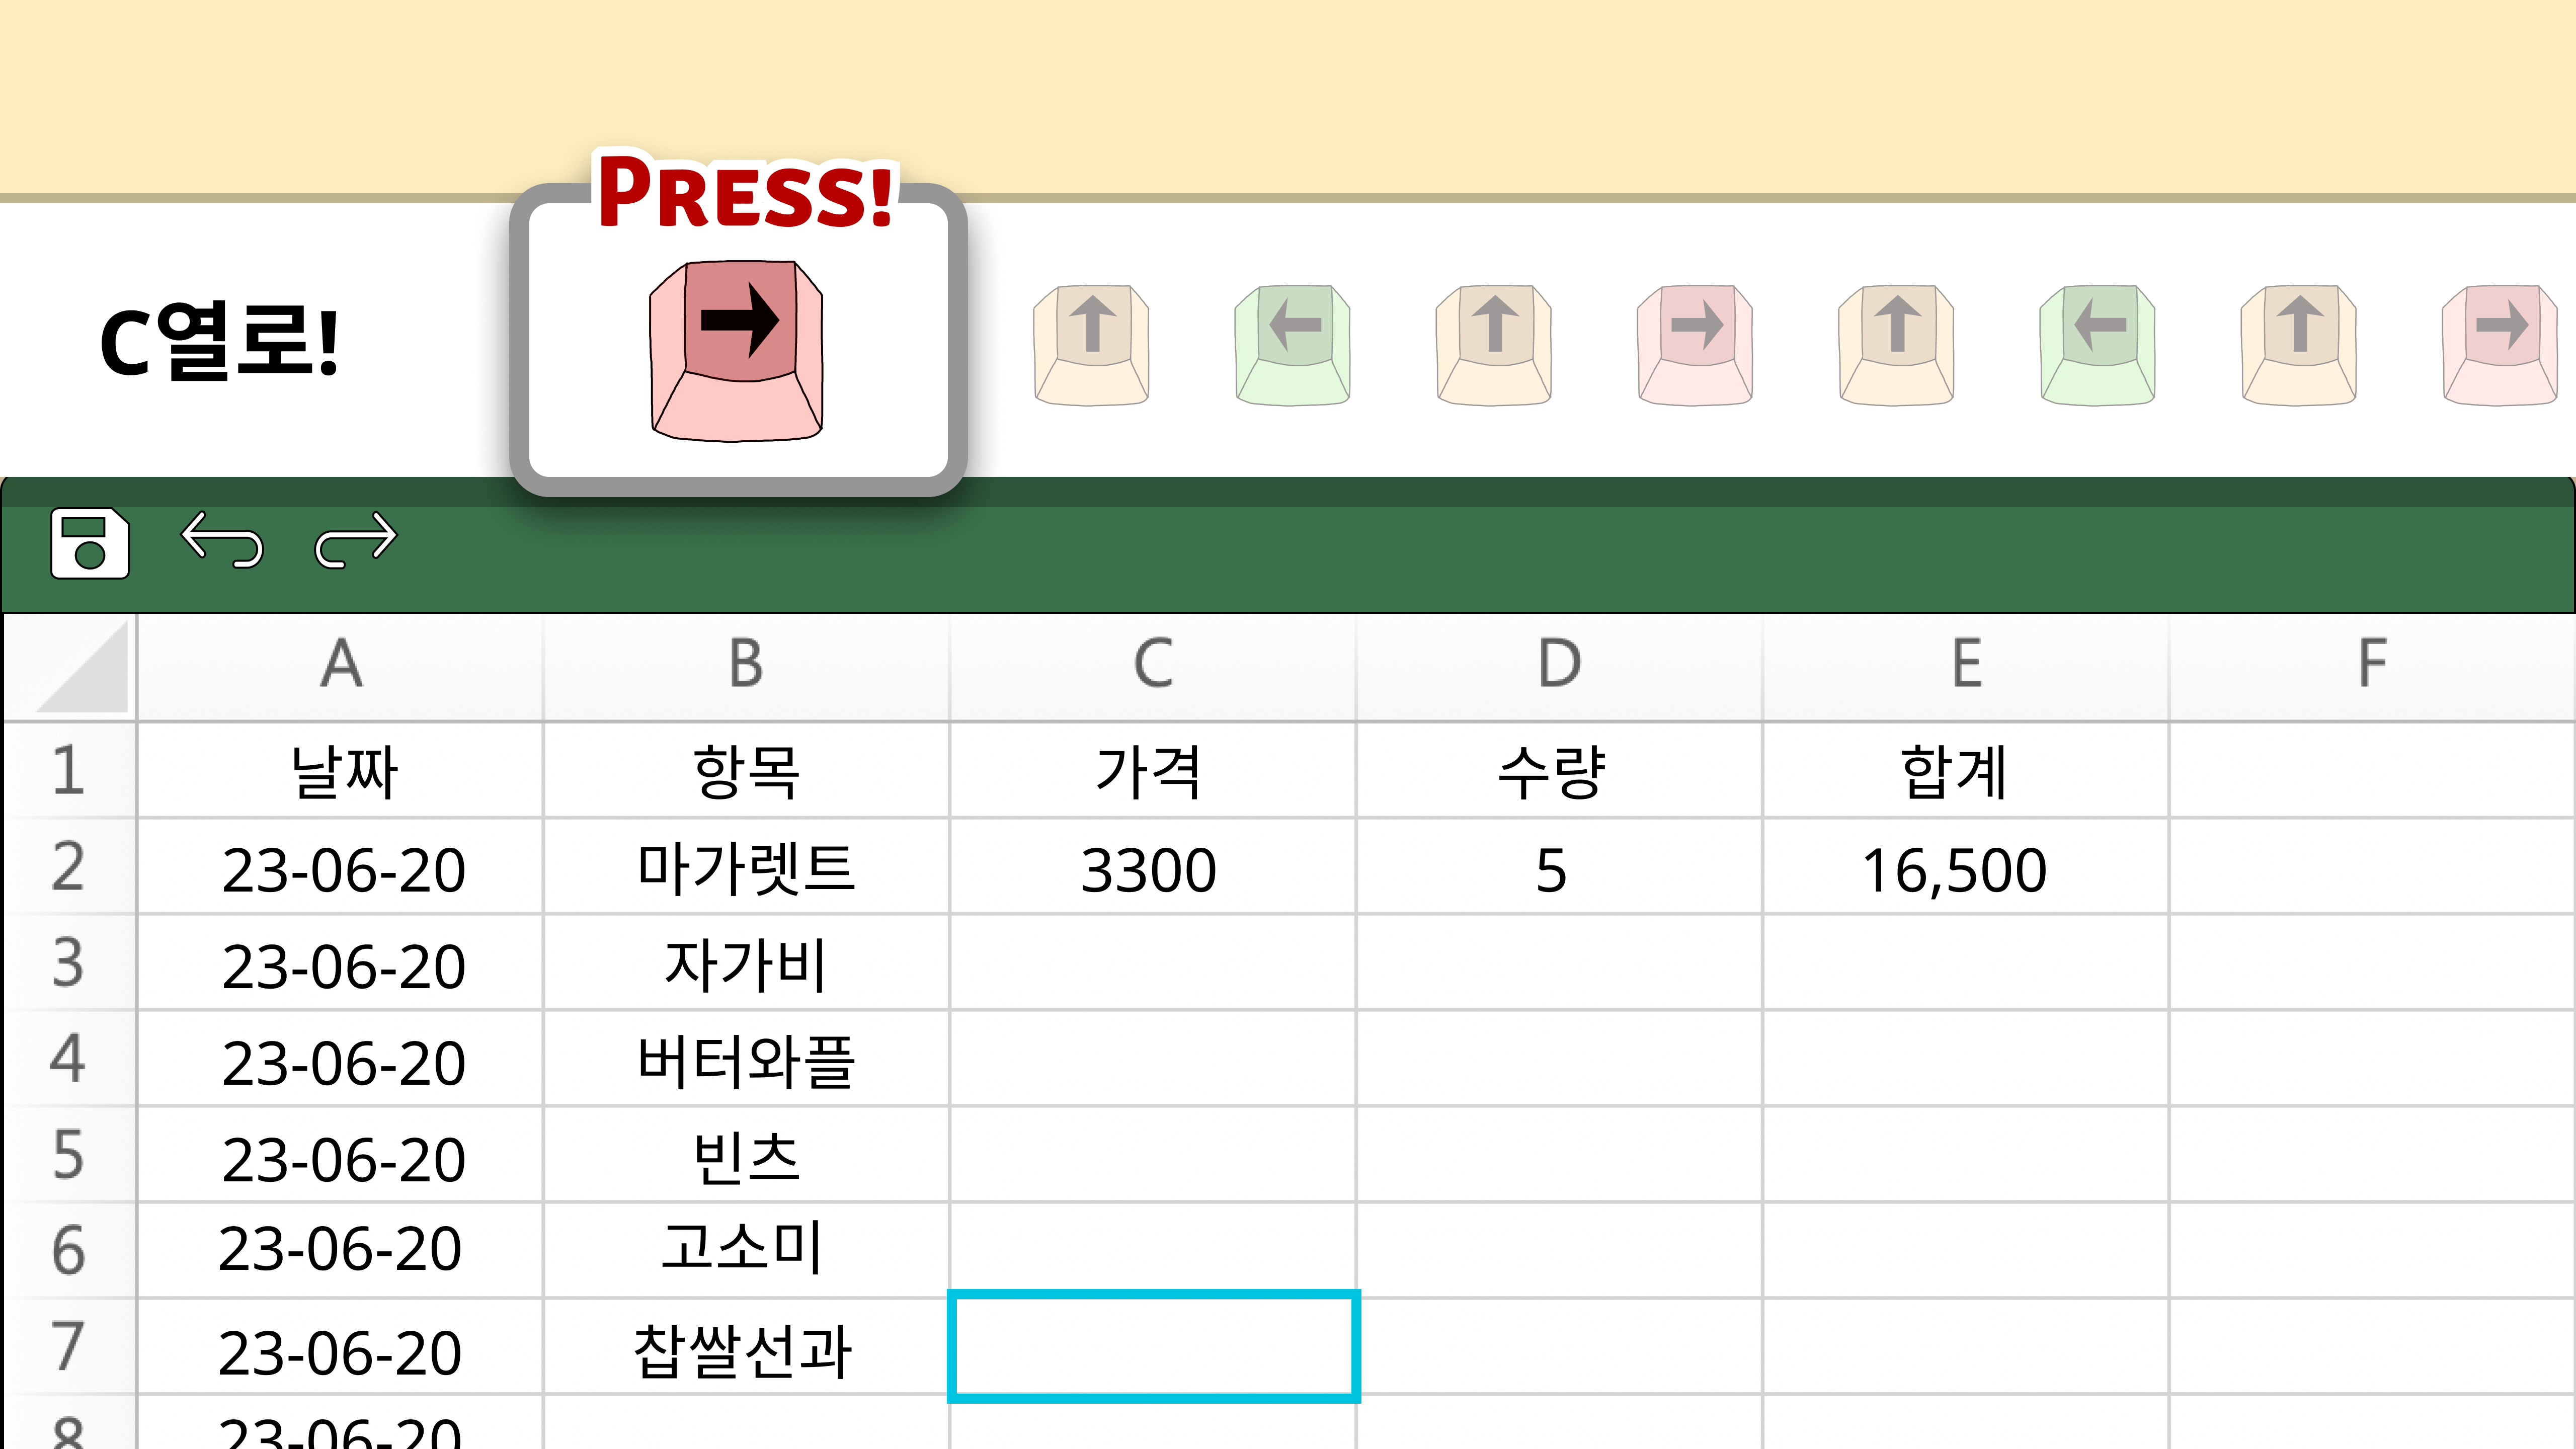 PRESS!
C열로!
A B C D E F
1 날짜 항목 가격 수량 합계
2 23-06-20 마가렛트 3300 5 16,500
3 23-06-20 자가비
4 23-06-20 버터와플
5 23-06-20 빈츠
6 23-06-20 고소미
7 23-06-20 찹쌀선과
8 23-06-20